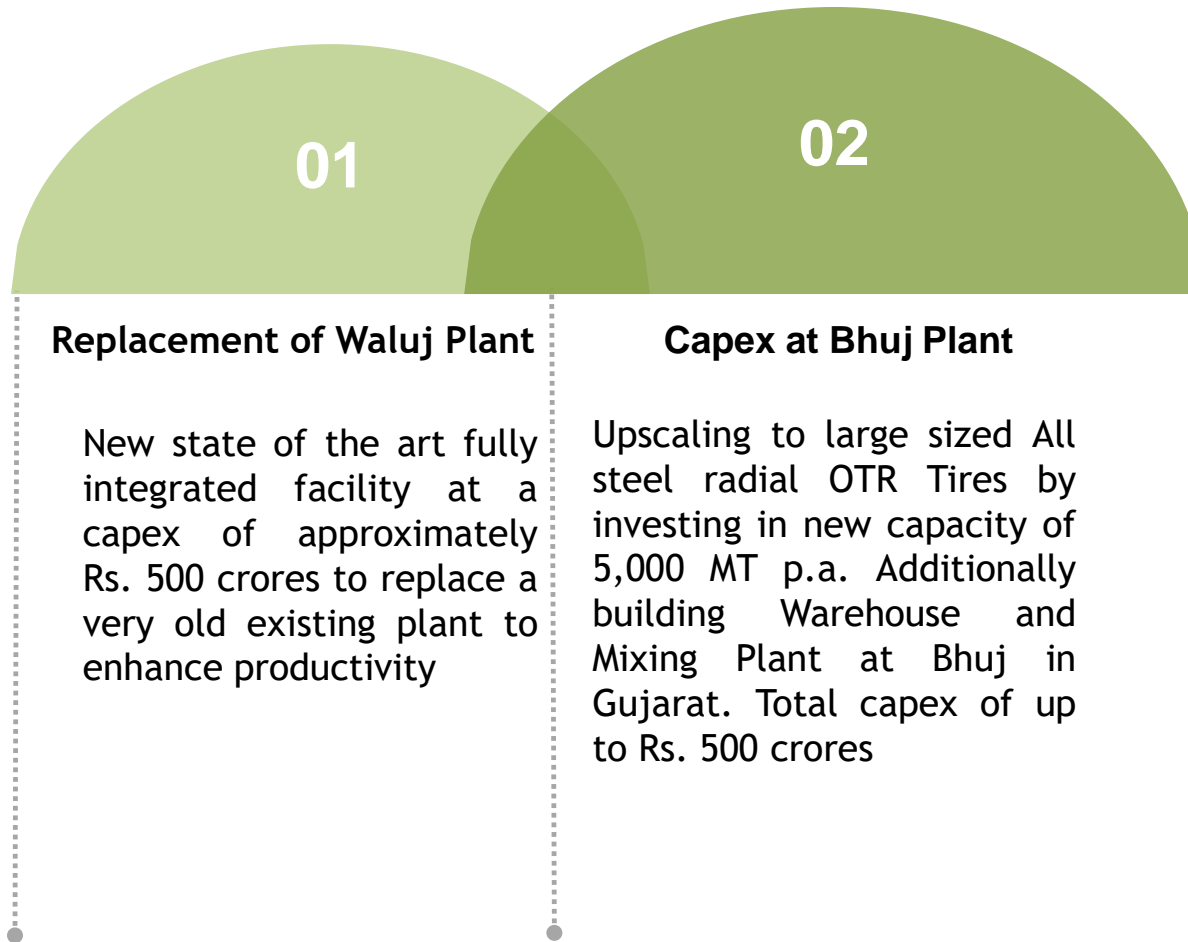 01
02
Replacement of Waluj Plant
New state of the art fully
integrated facility at a
capex of approximately
Rs. 500 crores to replace a
very old existing plant to
enhance productivity
Capex at Bhuj Plant
Upscaling to large sized All
steel radial OTR Tires by
investing in new capacity of
5,000 MT p.a. Additionally
building Warehouse and
Mixing Plant at Bhuj in
Gujarat. Total capex of up
to Rs. 500 crores